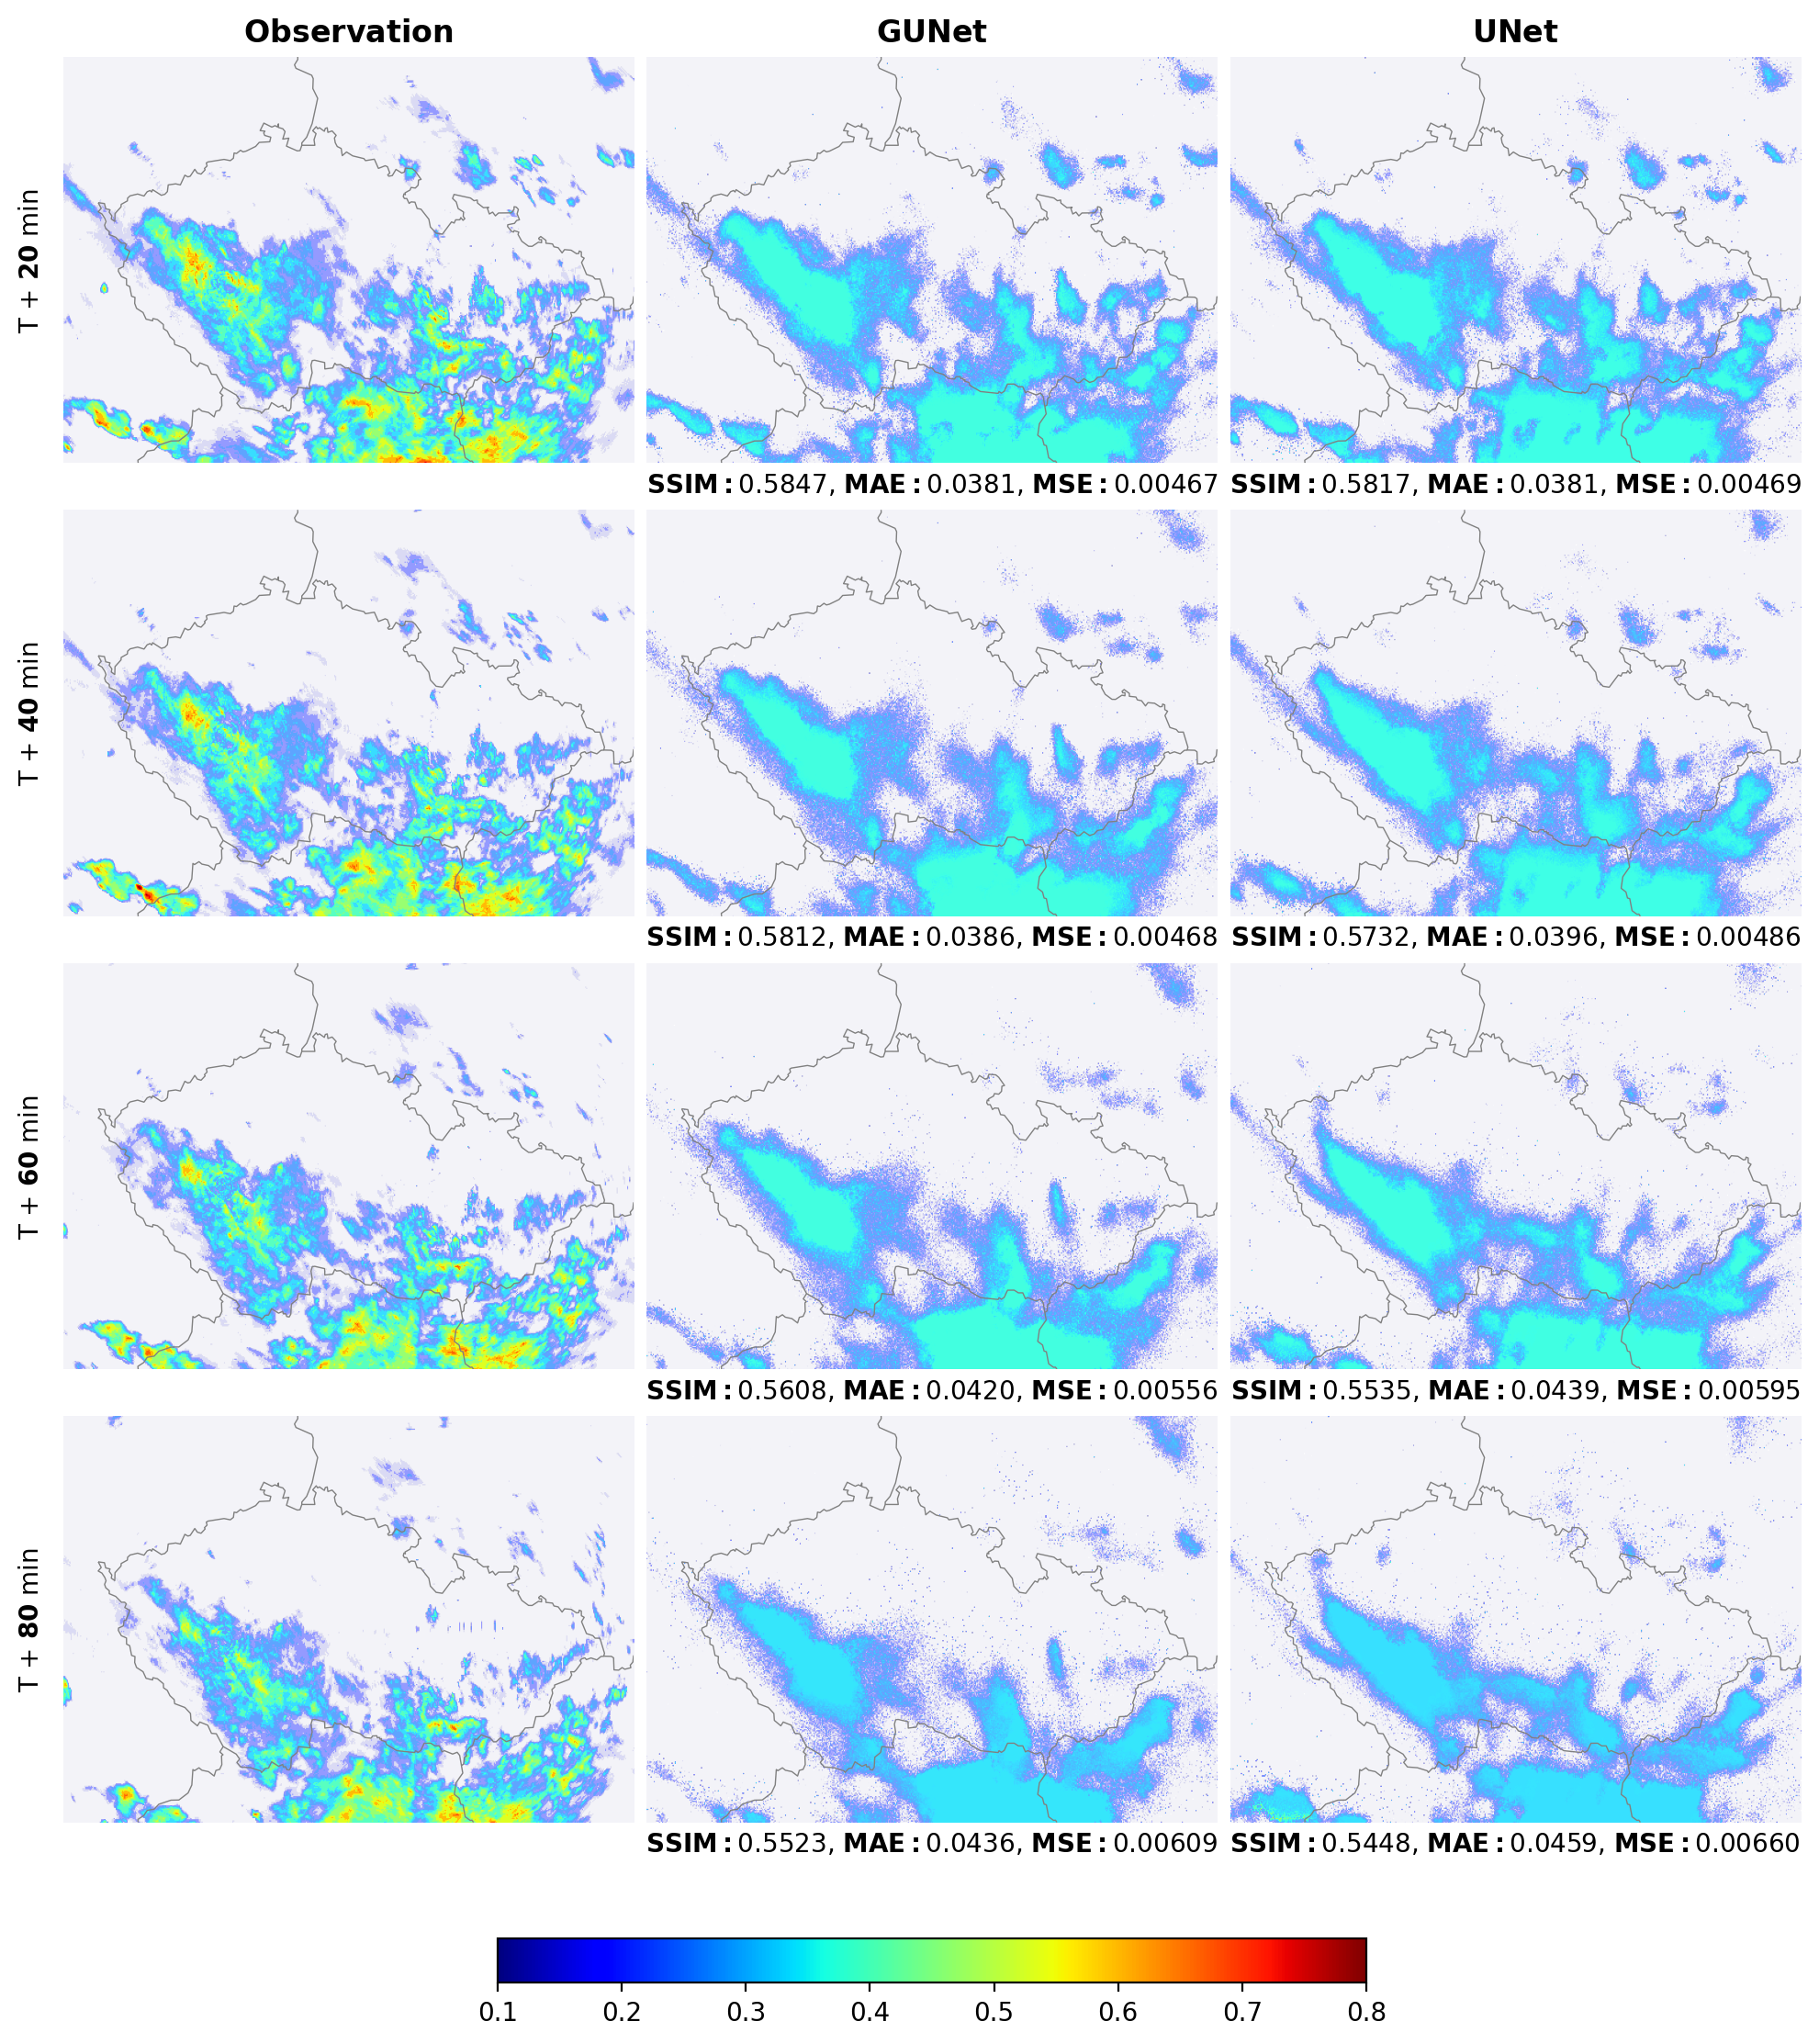 Observation GUNet UNet
T + 20 min
SSIM: 0.5847, MAE: 0.0381, MSE: 0.00467 SSIM: 0.5817, MAE: 0.0381, MSE: 0.00469
T + 40 min
SSIM: 0.5812, MAE: 0.0386, MSE: 0.00468 SSIM: 0.5732, MAE: 0.0396, MSE: 0.00486
T + 60 min
SSIM: 0.5608, MAE: 0.0420, MSE: 0.00556 SSIM: 0.5535, MAE: 0.0439, MSE: 0.00595
T + 80 min
SSIM: 0.5523, MAE: 0.0436, MSE: 0.00609 SSIM: 0.5448, MAE: 0.0459, MSE: 0.00660
0.1 0.2 0.3 0.4 0.5 0.6 0.7 0.8